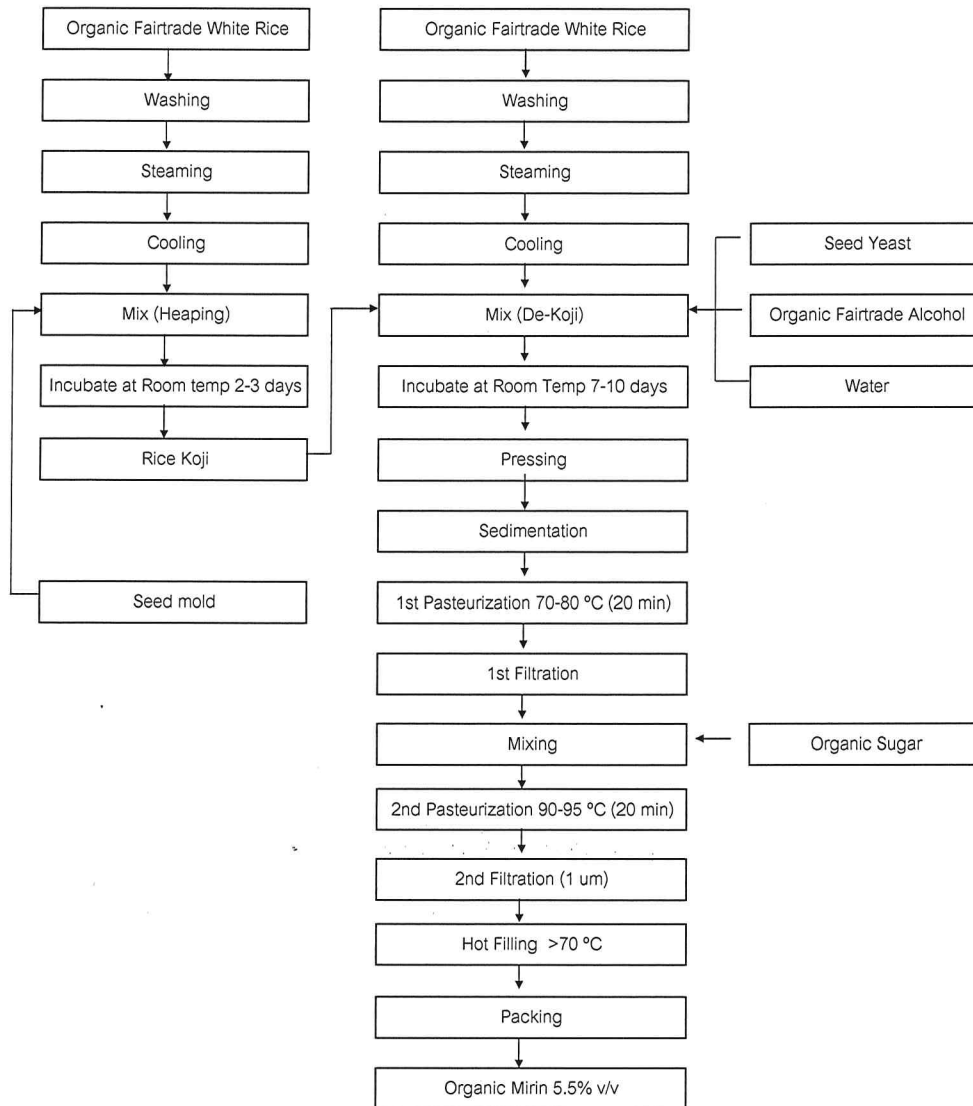 Organic Fairtrade White Rice
Washing
Steaming
Cooling
Mix (Heaping)
Incubate at Room temp 2-3 days
Rice Koji
Seed mold
Organic Fairtrade White Rice
Washing
Steaming
Cooling
Mix (De-Koji)
Incubate at Room Temp 7-10 days
Pressing
Sedimentation
1st Pasteurization 70-80 ºC (20 min)
1st Filtration
Mixing
2nd Pasteurization 90-95 ºC (20 min)
2nd Filtration (1 um)
Hot Filling >70 ºC
Packing
Organic Mirin 5.5% v/v
Seed Yeast
Organic Fairtrade Alcohol
Water
Organic Sugar